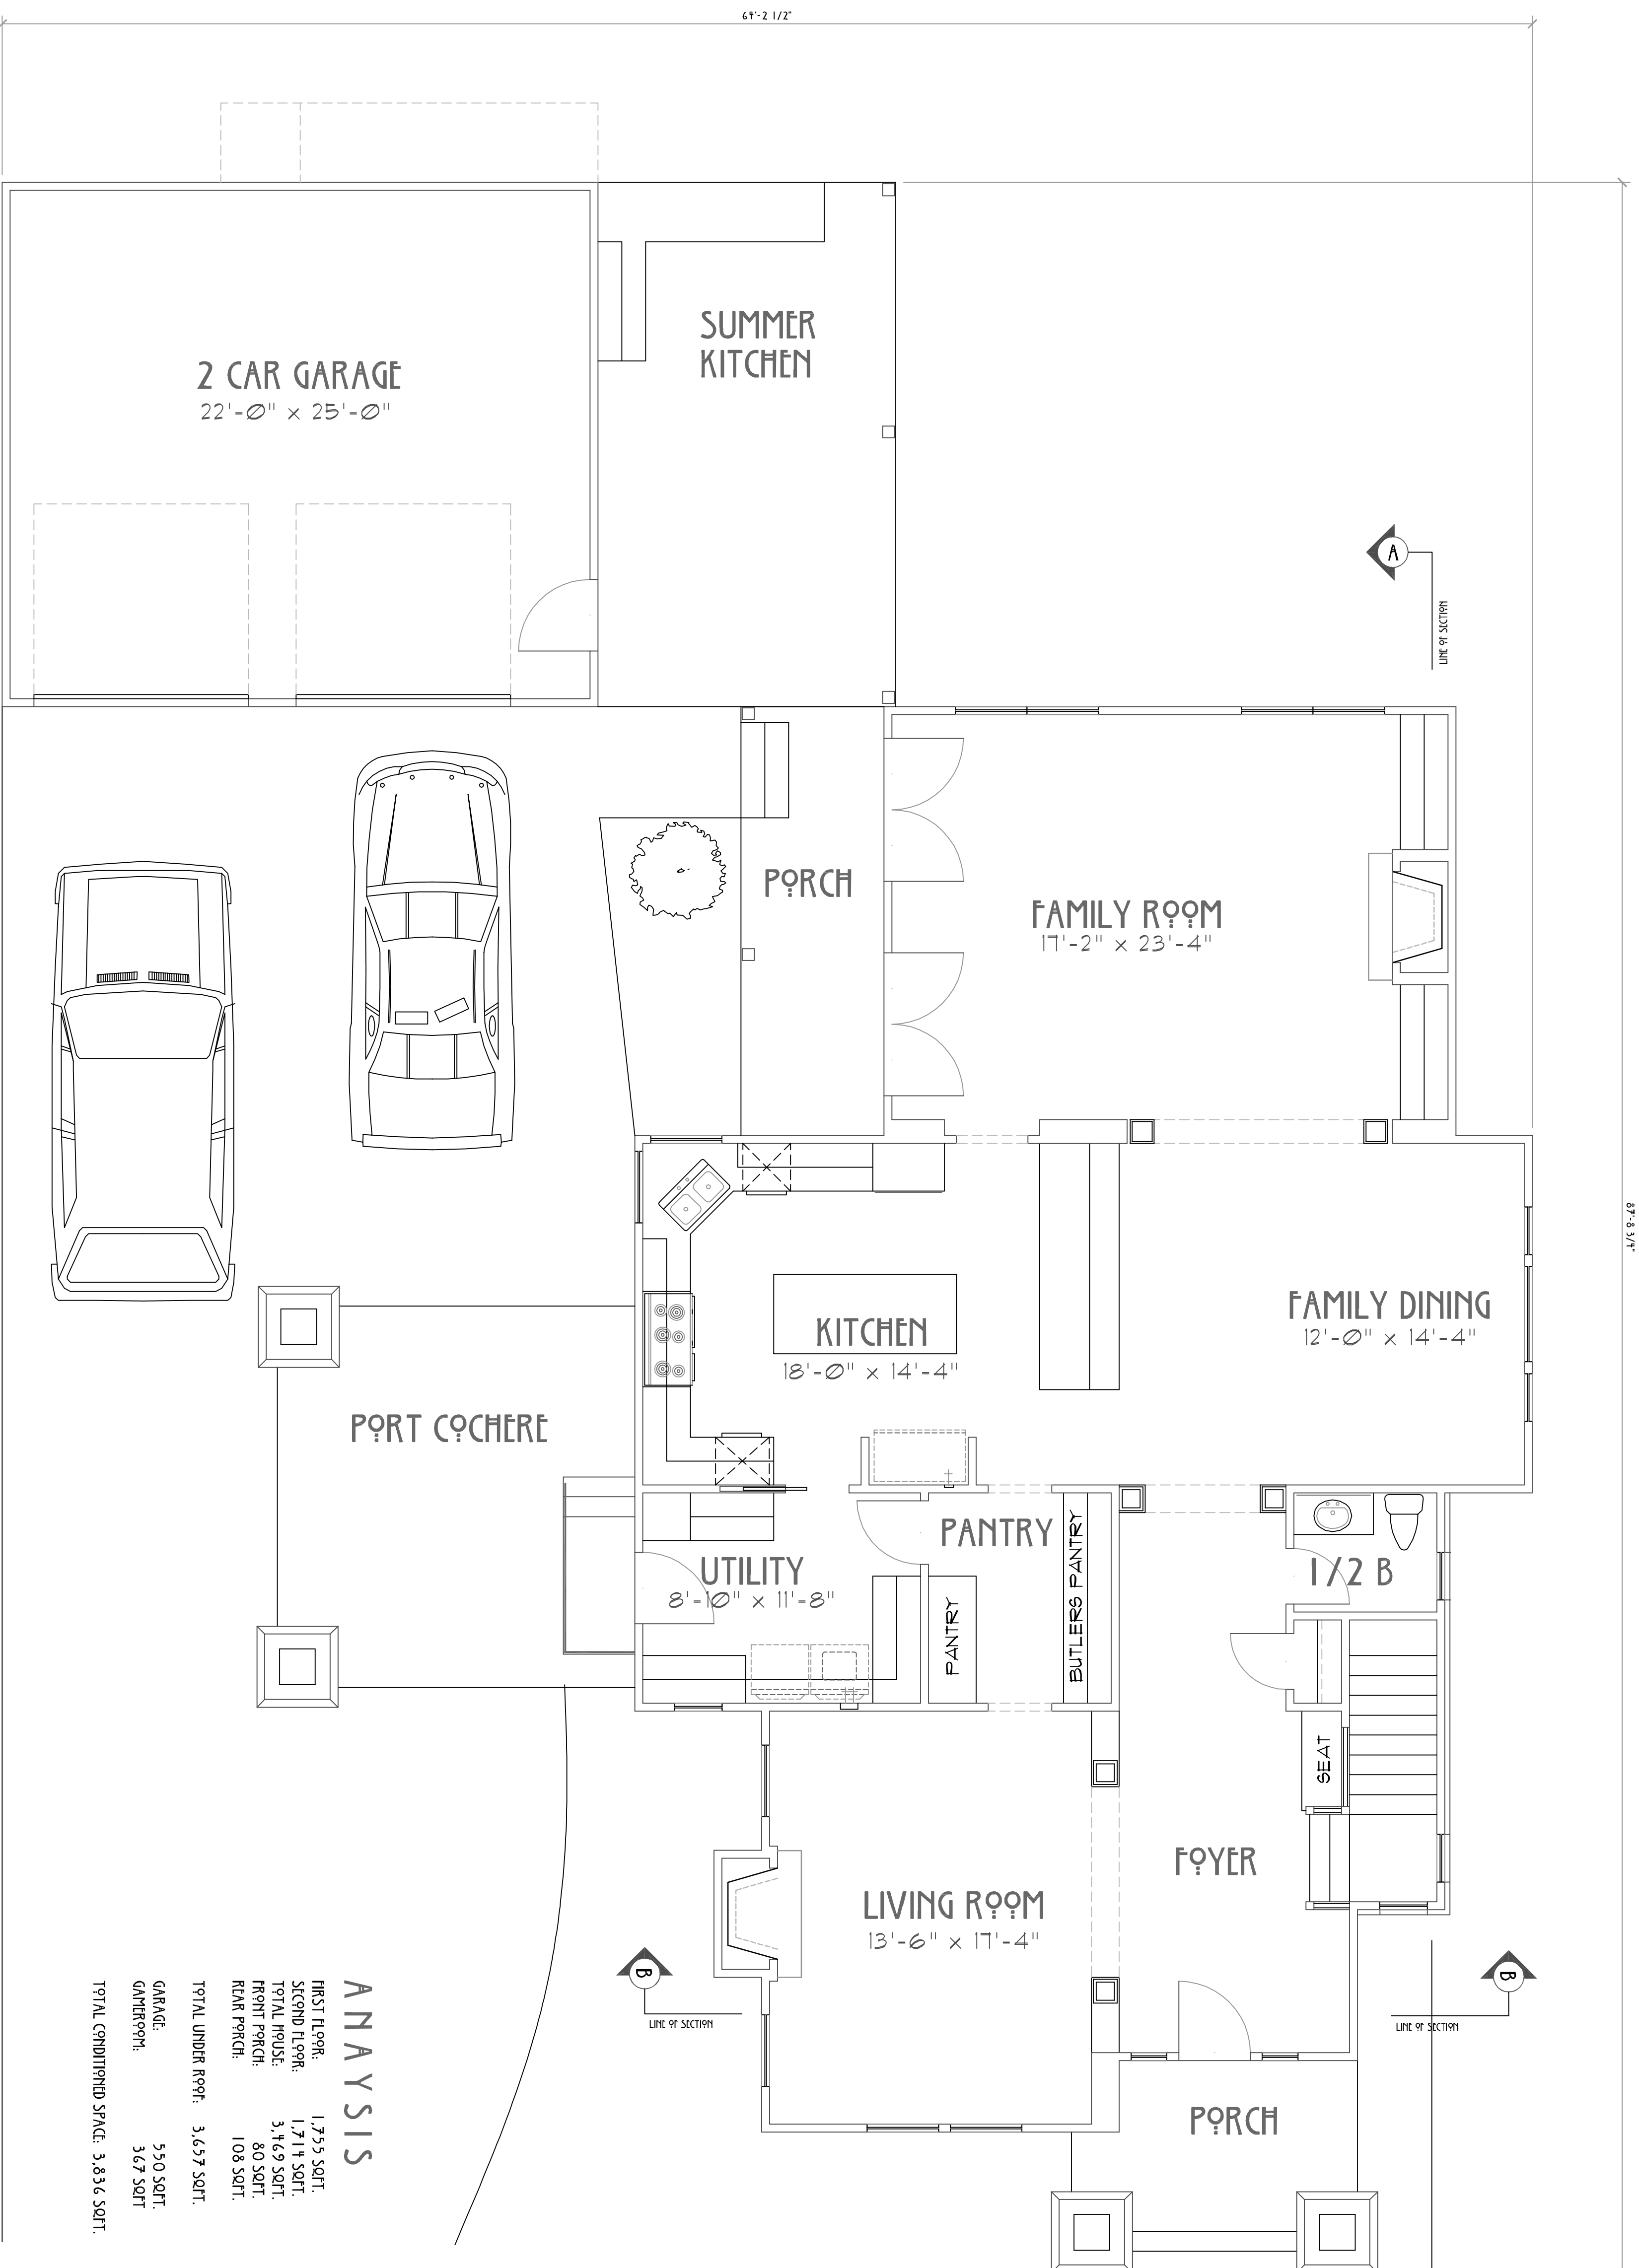 64'-2 1/2"
SUMMER
KITCHEN
2 CAR GARAGE
22'-0" x 25'-0"
A
LINE OF SECTION
PORCH
FAMILY ROOM
17'-2" x 23'-4"
87'-8 3/4"
FAMILY DINING
12'-0" x 14'-4"
KITCHEN
18'-0" x 14'-4"
PORT COCHERE
PANTRY
UTILITY
8'-10" x 11'-8"
PANTRY
BUTLERS PANTRY
1/2 B
SEAT
FOYER
LIVING ROOM
13'-6" x 17'-4"
B
LINE OF SECTION
B
LINE OF SECTION
PORCH
ANAYSIS
FIRST FLOOR: 1,755 SQFT.
SECOND FLOOR: 1,714 SQFT.
TOTAL HOUSE: 3,469 SQFT.
FRONT PORCH: 80 SQFT.
REAR PORCH: 108 SQFT.
TOTAL UNDER ROOF: 3,657 SQFT.
GARAGE: 550 SQFT.
GAMEROOM: 367 SQFT
TOTAL CONDITIONED SPACE: 3,836 SQFT.